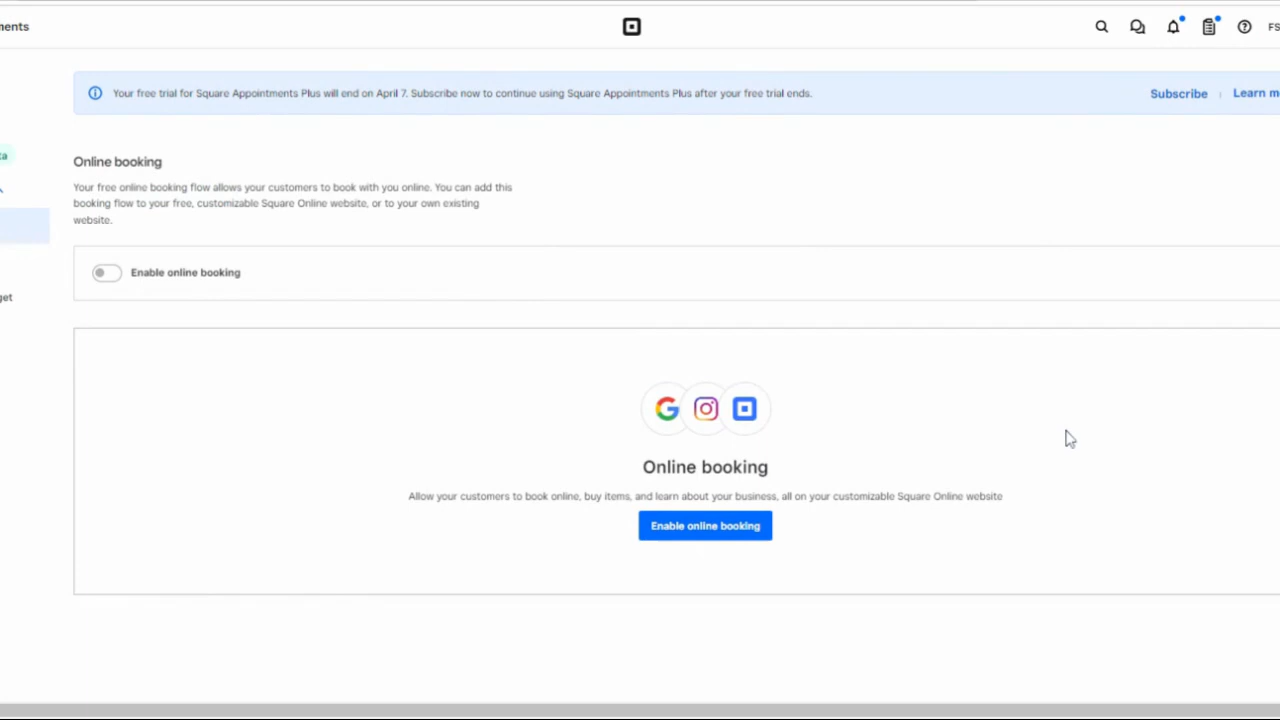 ments
FS
Your free trial for Square Appointments Plus will end on April 7. Subscribe now to continue using Square Appointments Plus after your free trial ends.
Subscribe
Learn m
ta
Online booking
Your free online booking flow allows your customers to book with you online. You can add this
booking flow to your free, customizable Square Online website, or to your own existing
website.
Enable online booking
get
Online booking
Allow your customers to book online, buy items, and learn about your business, all on your customizable Square Online website
Enable online booking